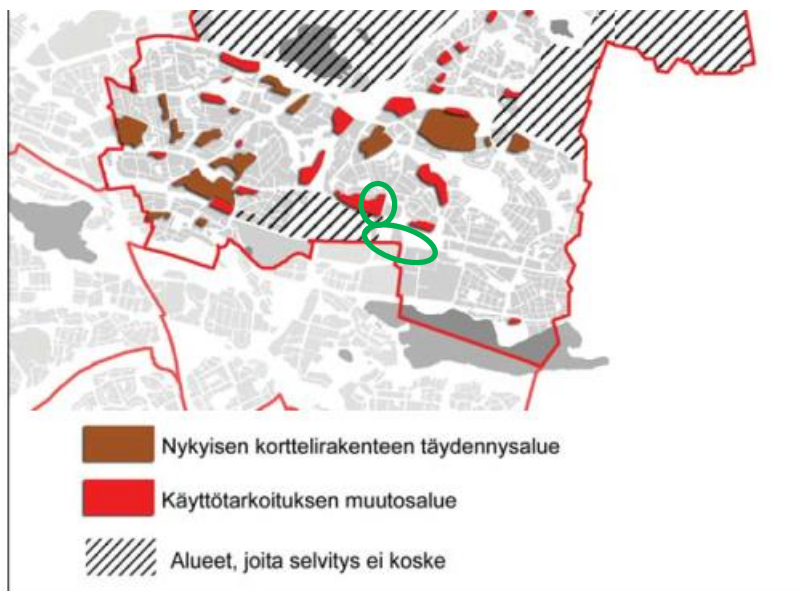 Nykyisen korttelirakenteen täydennysalue
Käyttötarkoituksen muutosalue
Alueet, joita selvitys ei koske